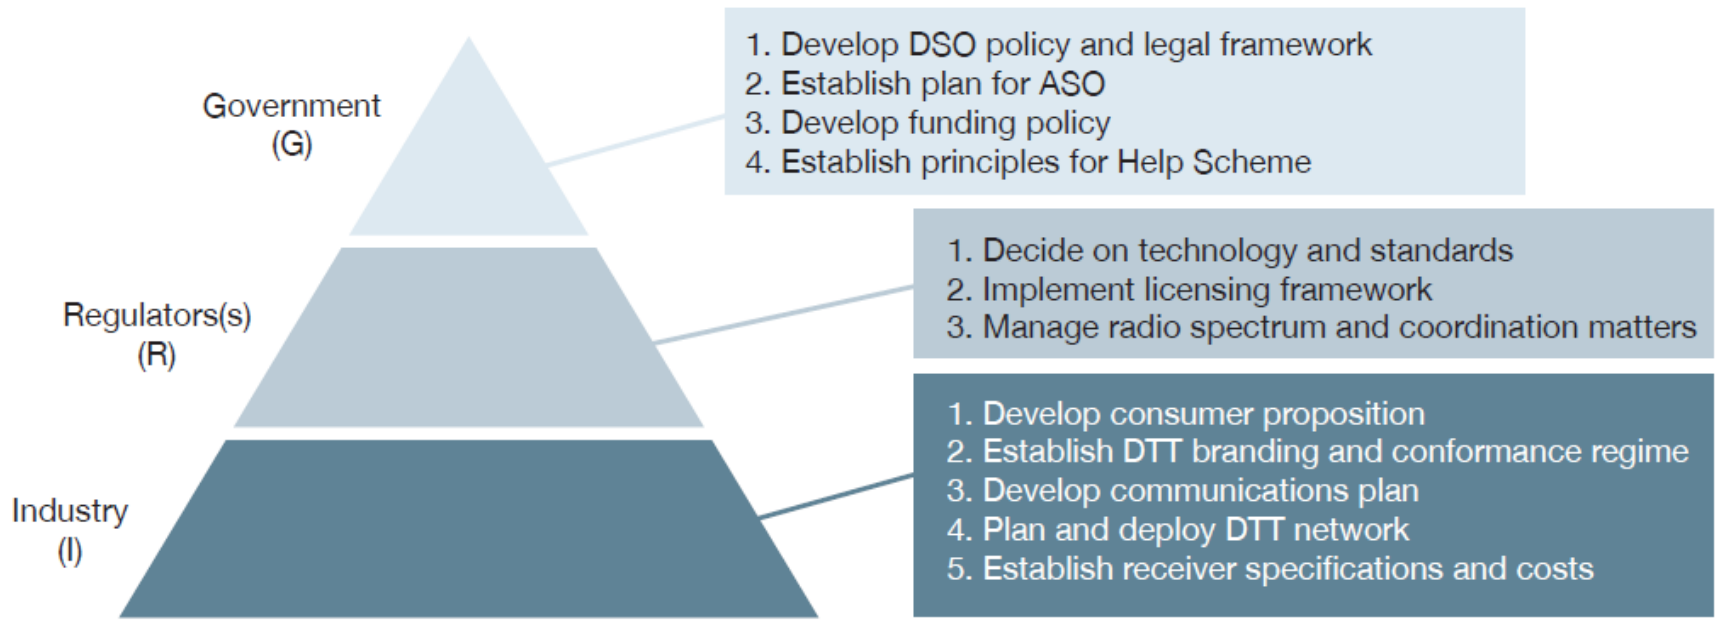 Government
(G)
1. Develop DSO policy and legal framework
2. Establish plan for ASO
3. Develop funding policy
4. Establish principles for Help Scheme
Regulators(s)
(R)
1. Decide on technology and standards
2. Implement licensing framework
3. Manage radio spectrum and coordination matters
Industry
(I)
1. Develop consumer proposition
2. Establish DTT branding and conformance regime
3. Develop communications plan
4. Plan and deploy DTT network
5. Establish receiver specifications and costs